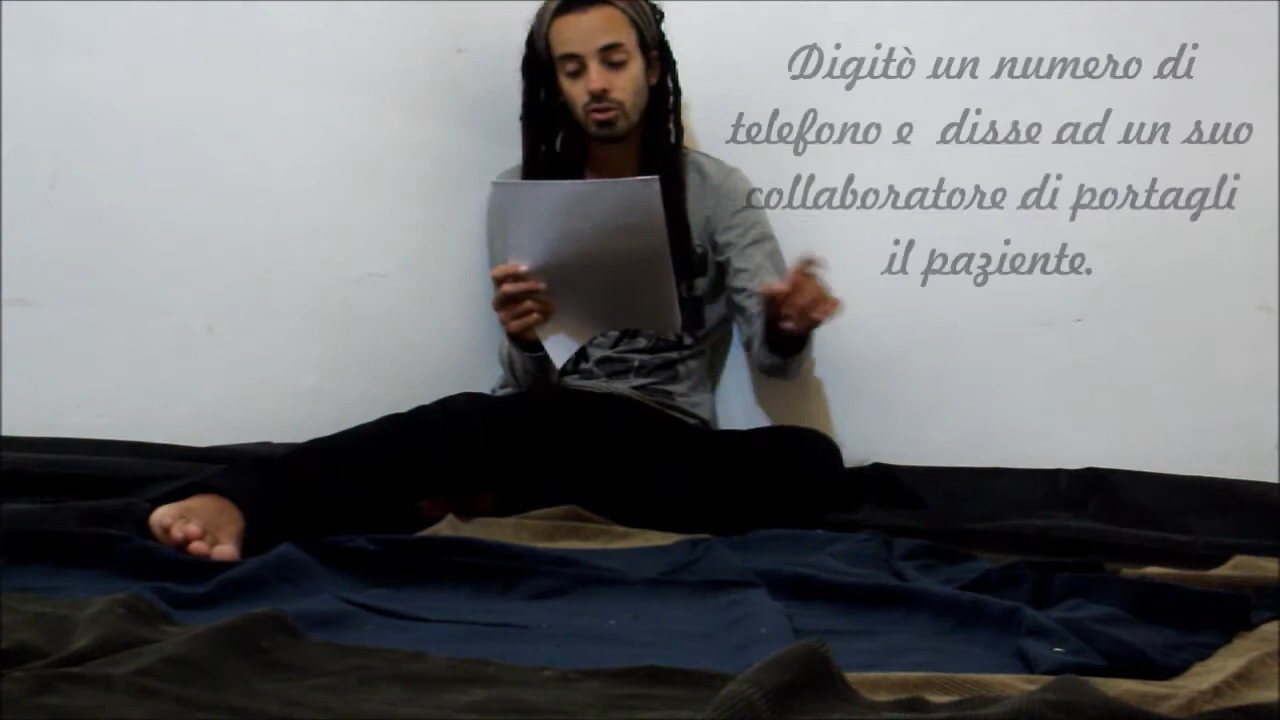 Digitò un numero di
telefono e disse ad un suo
collaboratore di portagli
il paziente.